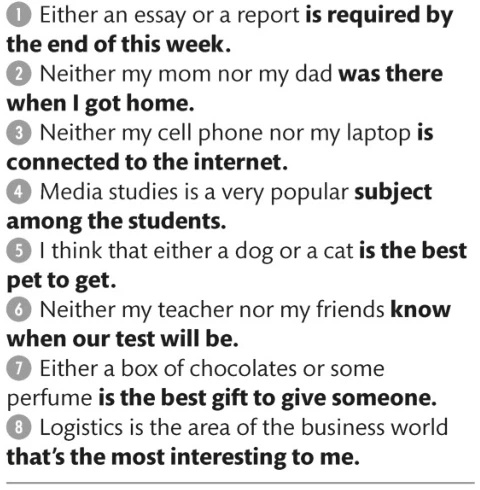 1 Either an essay or a report is required by
the end of this week.
2 Neither my mom nor my dad was there
when I got home.
3 Neither my cell phone nor my laptop is
connected to the internet.
4 Media studies is a very popular subject
among the students.
5 I think that either a dog or a cat is the best
pet to get.
6 Neither my teacher nor my friends know
when our test will be.
7 Either a box of chocolates or some
perfume is the best gift to give someone.
8 Logistics is the area of the business world
that's the most interesting to me.